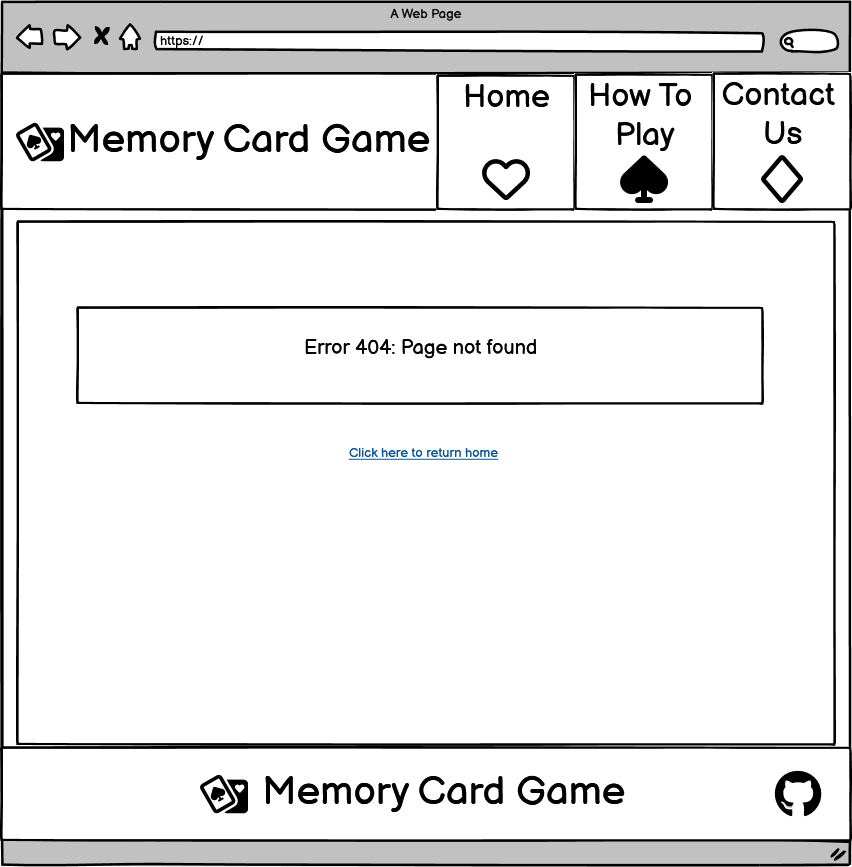 A Web Page
https://
Memory Card Game
Home
How To
Play
Contact
Us
Error 404: Page not found
Click here to return home
Memory Card Game